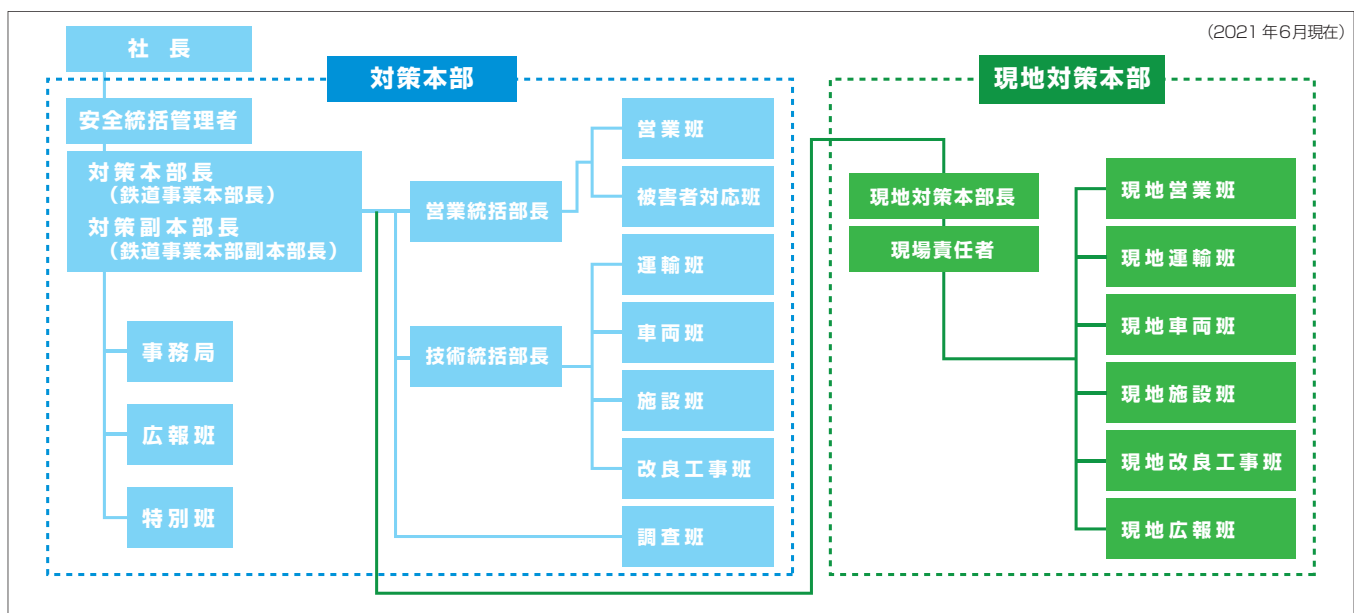 （2021年6月現在）
社長
対策本部
安全統括管理者
対策本部長
（鉄道事業本部長）
対策副本部長
（鉄道事業本部副本部長）
事務局
広報班
特別班
営業統括部長
技術統括部長
営業班
被害者対応班
運輸班
車両班
施設班
改良工事班
調査班
現地対策本部
現地対策本部長
現場責任者
現地営業班
現地運輸班
現地車両班
現地施設班
現地改良工事班
現地広報班